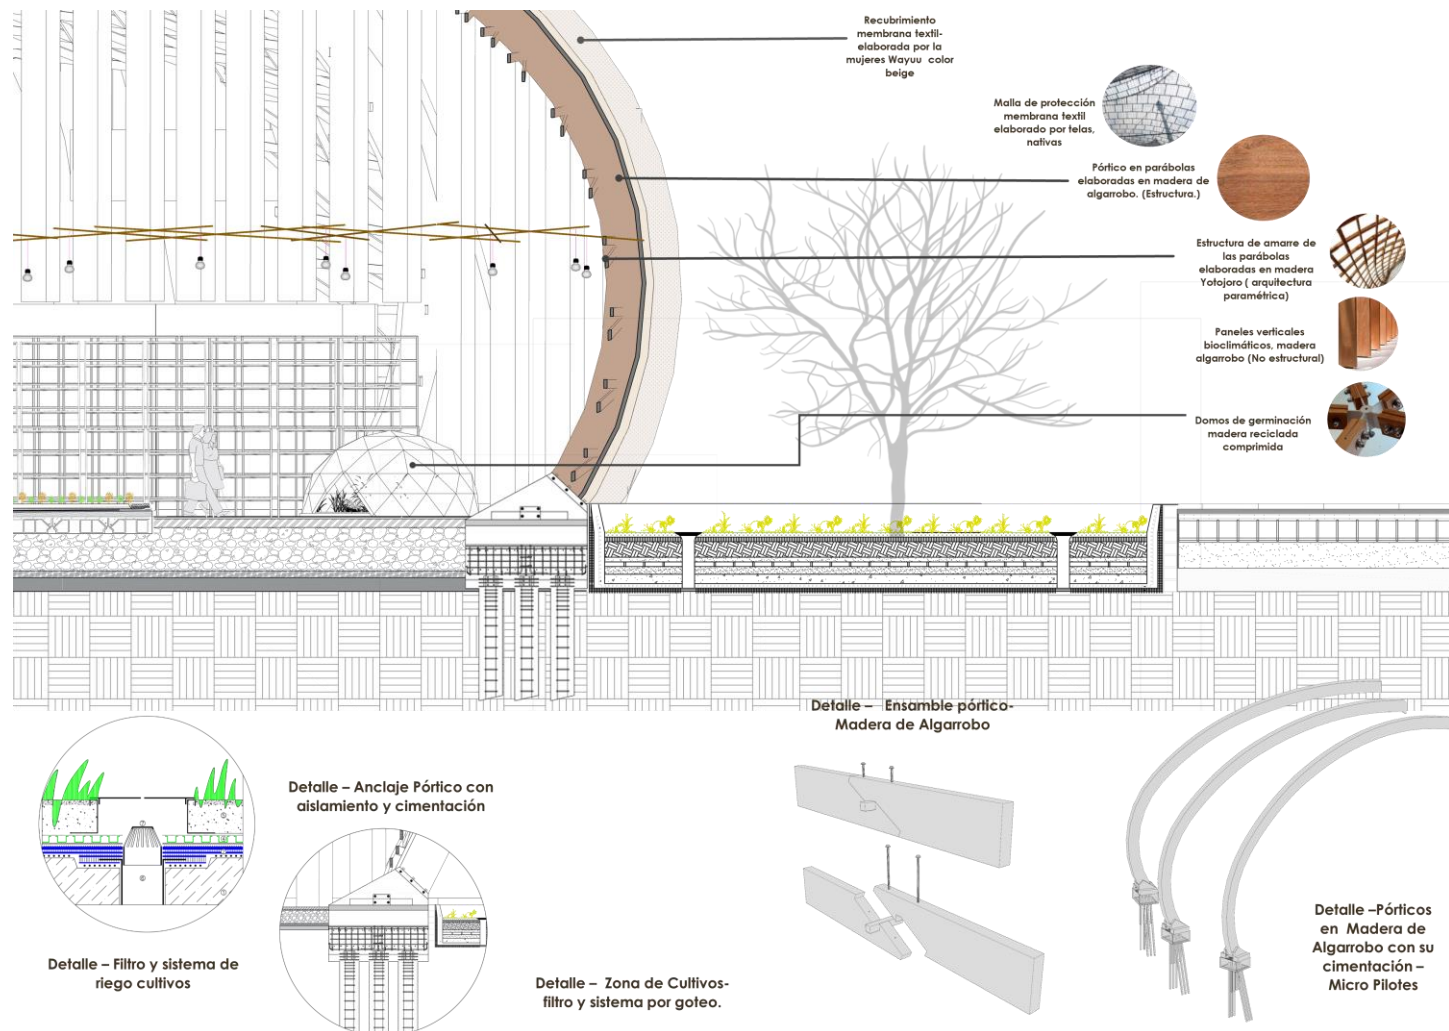 Recubrimiento
membrana textil-
elaborada por la
mujeres Wayuu color
beige
Malla de protección
membrana textil
elaborado por telas,
nativas
Pórtico en parábolas
elaboradas en madera de
algarrobo. (Estructura.)
Estructura de amarre de
las parábolas
elaboradas en madera
Yotojoro ( arquitectura
paramétrica)
Paneles verticales
bioclimáticos, madera
algarrobo (No estructural)
Domos de germinación
madera reciclada
comprimida
Detalle – Ensamble pórtico-
Madera de Algarrobo
Detalle – Anclaje Pórtico con
aislamiento y cimentación
Detalle – Filtro y sistema de
riego cultivos
Detalle – Zona de Cultivos-
filtro y sistema por goteo.
Detalle –Pórticos
en Madera de
Algarrobo con su
cimentación –
Micro Pilotes